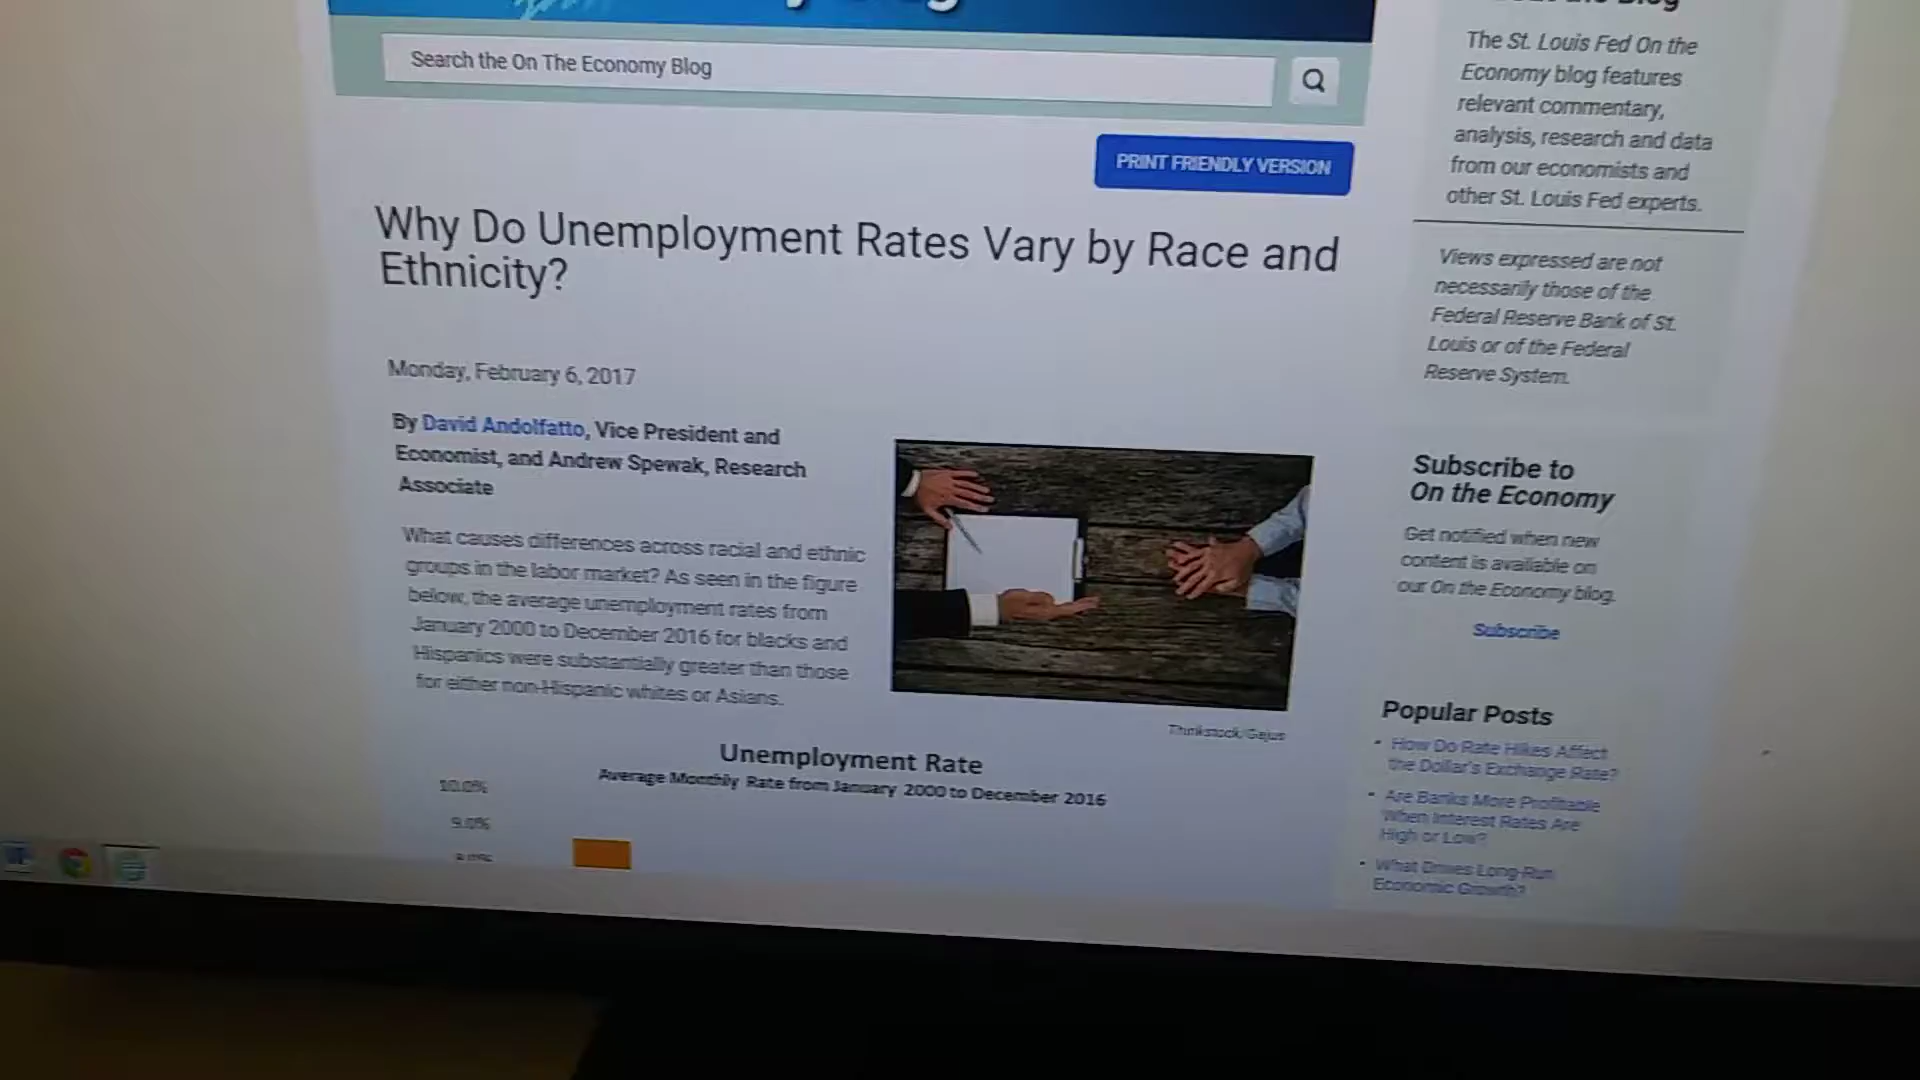 Search the On The Economy Blog
PRINT FRIENDLY VERSION
Why Do Unemployment Rates Vary by Race and
Ethnicity?
Monday, February 6, 2017
By David Andolfatto, Vice President and
Economist, and Andrew Spewak, Research
Associate
What causes differences across racial and ethnic
groups in the labor market? As seen in the figure
below, the average unemployment rates from
January 2000 to December 2016 for blacks and
Hispanics were substantially greater than those
for either non-Hispanic whites or Asians.
Thinkstock/Gajus
Unemployment Rate
Average Monthly Rate from January 2000 to December 2016
10.0%
9.0%
the Blog
The St. Louis Fed On the
Economy blog features
relevant commentary,
analysis, research and data
from our economists and
other St. Louis Fed experts.
Views expressed are not
necessarily those of the
Federal Reserve Bank of St.
Louis or of the Federal
Reserve System.
Subscribe to
On the Economy
Get notified when new
content is available on
our On the Economy blog.
Subscribe
Popular Posts
How Do Rate Hikes Affect
the Dollar's Exchange Rate?
Are Banks More Profitable
When Interest Rates Are
High or Low?
What Drives Long-Run
Economic Growth?